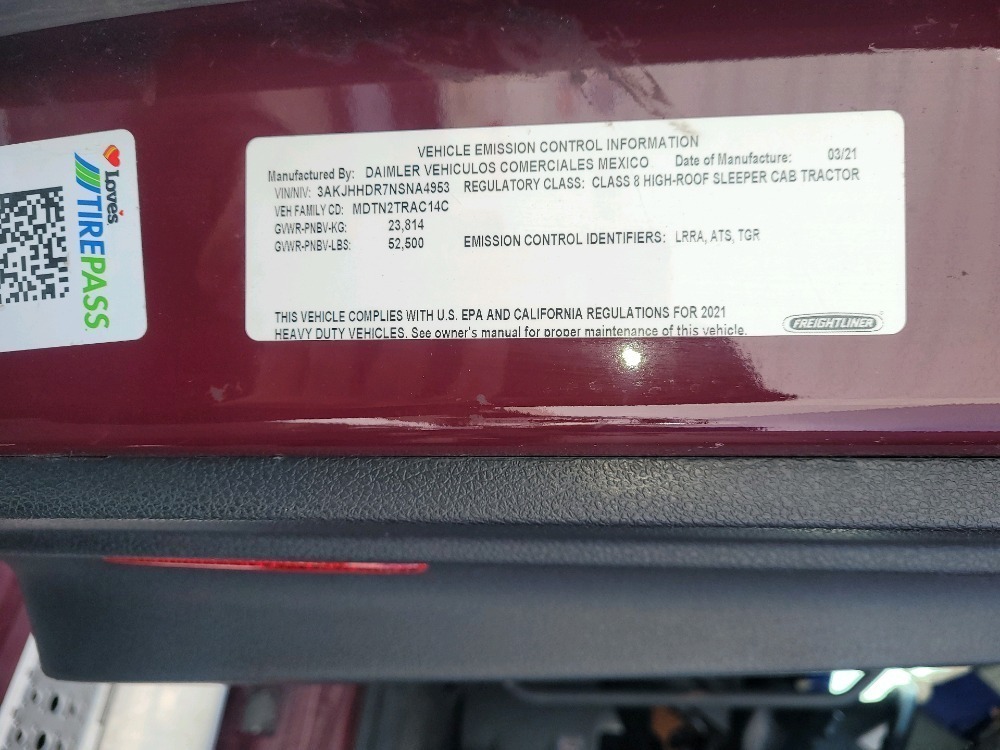 Love's
TIREPASS
VEHICLE EMISSION CONTROL INFORMATION
Manufactured By: DAIMLER VEHICULOS COMERCIALES MEXICO Date of Manufacture: 03/21
VIN/NIV: 3AKJHHDR7NSNA4953 REGULATORY CLASS: CLASS 8 HIGH-ROOF SLEEPER CAB TRACTOR
VEH FAMILY CD: MDTN2TRAC14C
GVWR-PNBV-KG: 23,814
GVWR-PNBV-LBS: 52,500 EMISSION CONTROL IDENTIFIERS: LRRA, ATS, TGR
THIS VEHICLE COMPLIES WITH U.S. EPA AND CALIFORNIA REGULATIONS FOR 2021
HEAVY DUTY VEHICLES. See owner's manual for proper maintenance of this vehicle.
FREIGHTLINER